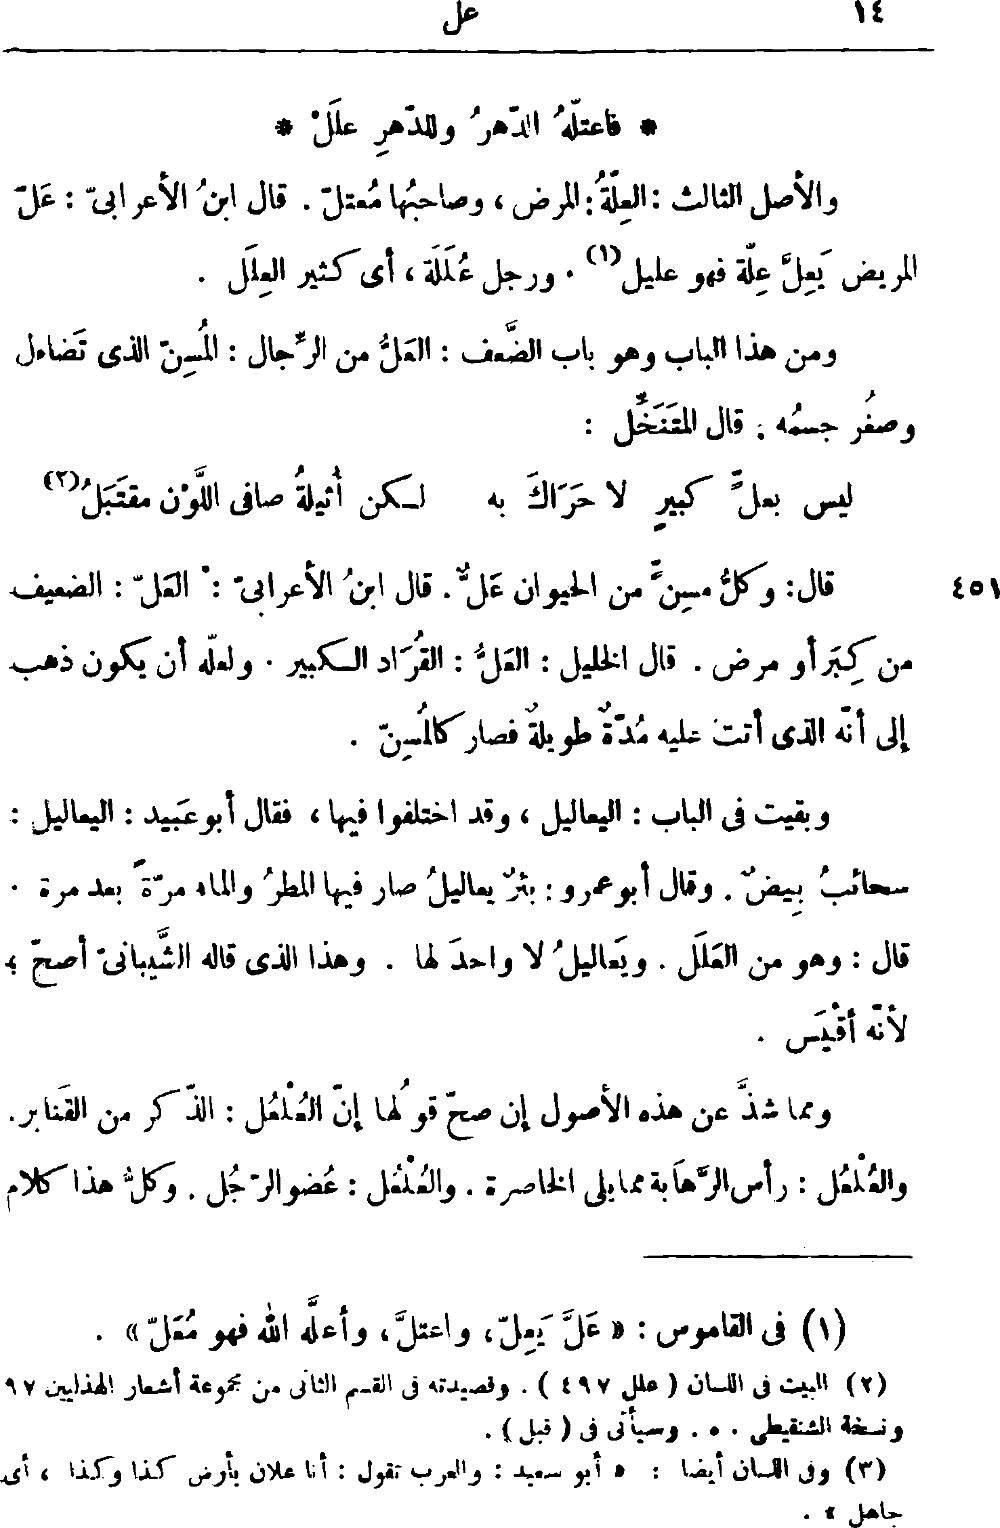 ١٤
عل
* فاعتلّهُ الدّهرُ وللدّهرِ علَلْ *
والأصل الثالث : العِلّةُ : المرض ، وصاحبُها مُعتلّ . قال ابنُ الأعرابىّ : عَلّ
المريض يَعِلَّ عِلّة فهو عليل(١) . ورجل عُلَلَة ، أى كثير العِلَل .
ومن هذا الباب وهو باب الضَّعف : العَلُّ من الرِّجال : المُسِنّ الذى تَضاءل
وصغُر جسمُه . قال المتَنَخِّل :
ليس بعلٍّ كبيرٍ لا حَرَاكَ به لـكن أُثيلةُ صافى اللَّوْن مقتَبَلُ(٢)
٤٥١
قال : وكلُّ مسِنٍّ من الحيوان عَلٌّ . قال ابنُ الأعرابىّ : العَلّ : الضعيف
من كِبَر أو مرض . قال الخليل : العَلُّ : القُرَاد الـكبير . ولعلّه أن يكون ذهب
إلى أنّه الذى أتت عليه مُدّةٌ طويلةٌ فصار كالمُسِنّ .
وبقيت فى الباب : اليعاليل ، وقد اختلفوا فيها ، فقال أبو عَبيد : اليعاليل :
سحائبُ بِيضٌ . وقال أبو عمرو : بئرٌ يعاليلُ صار فيها المطرُ والماء مرّةً بعد مرة .
قال : وهو من العَلَل . ويَعاليلُ لا واحدَ لها . وهذا الذى قاله الشَّيبانىّ أصحّ ؛
لأنّه أقْيَس .
ومما شذَّ عن هذه الأصول إن صحّ قولُها إنّ العُلْعُل : الذّكر من القَنابر .
والعُلْعُل : رأس الرَّهَابة مما يلى الخاصرة . والعُلْعُل : عُضو الرّجُل . وكلُّ هذا كلام
(١) فى القاموس : « عَلَّ يَعِلّ ، واعتلَّ ، وأعلَّه الله فهو مُعَلّ » .
(٢) البيت فى اللسان ( علل ٤٩٧ ) . وقصيدته فى القسم الثانى من مجموعة أشعار الهذليين ٩٧
ونسخة الشنقيطى ٥٠ . وسيأتى فى ( قبل ) .
(٣) وفى اللسان أيضا : « أبو سعيد : والعرب تقول : أنا علان بأرض كذا وكذا ، أى
جاهل » .